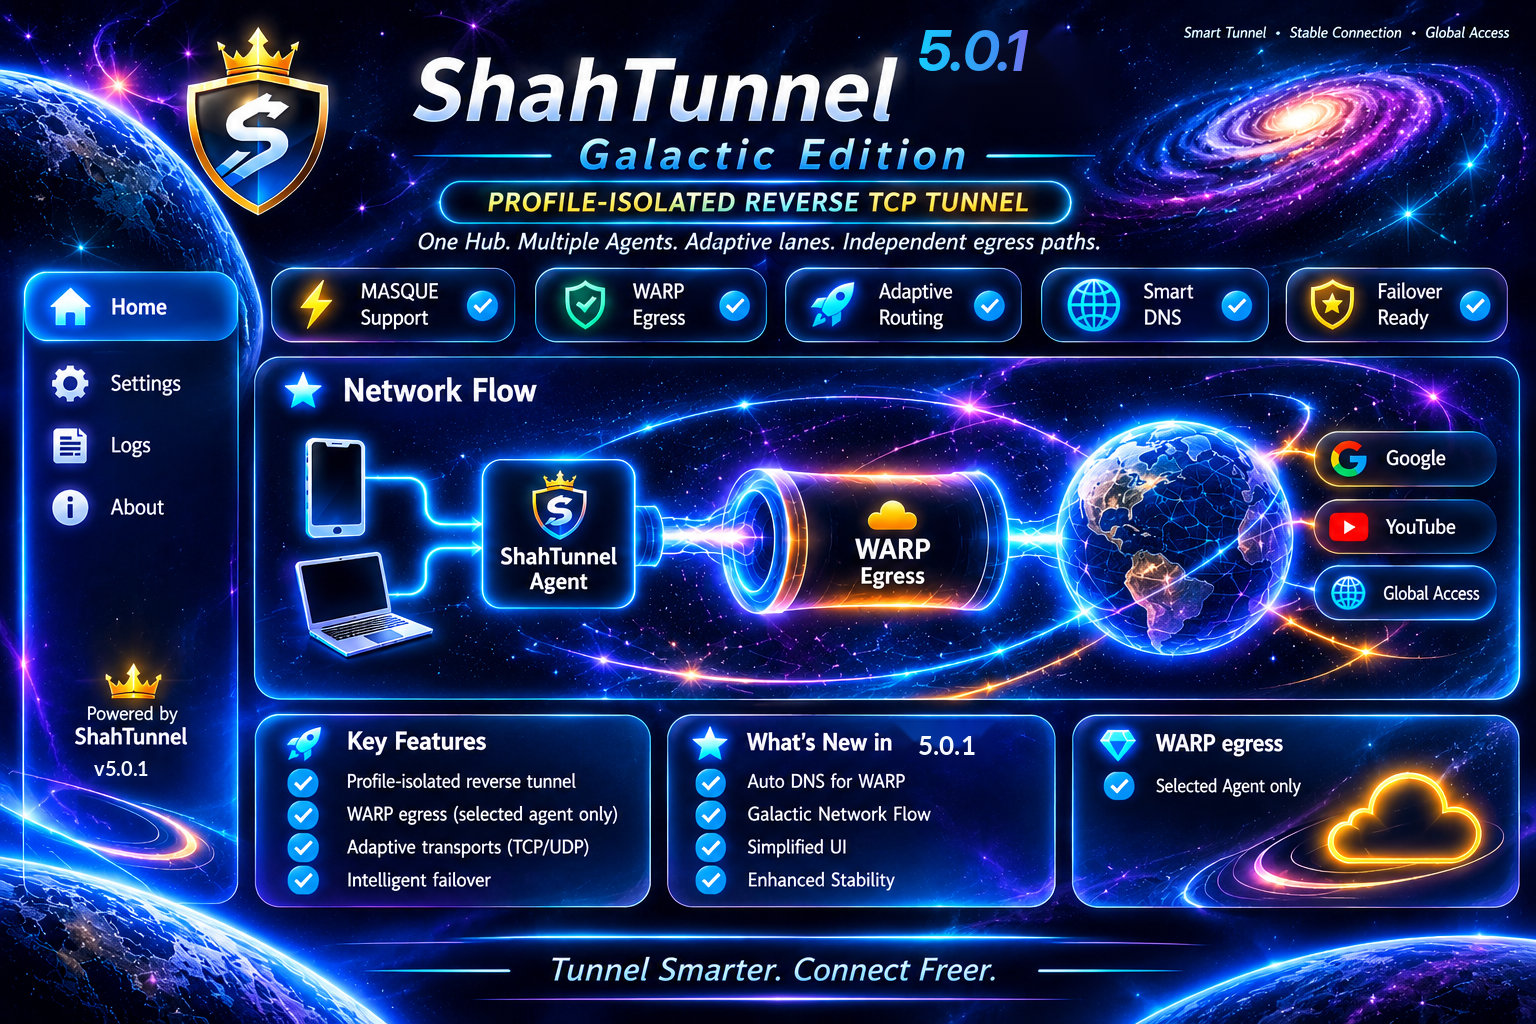 Smart Tunnel • Stable Connection • Global Access
ShahTunnel 5.0.1
Galactic Edition
PROFILE-ISOLATED REVERSE TCP TUNNEL
One Hub. Multiple Agents. Adaptive lanes. Independent egress paths.
S
Home
Settings
Logs
About
Powered by
ShahTunnel
v5.0.1
MASQUE
Support
WARP
Egress
Adaptive
Routing
Smart
DNS
Failover
Ready
Network Flow
S
ShahTunnel
Agent
WARP
Egress
G
Google
YouTube
Global Access
Key Features
Profile-isolated reverse tunnel
WARP egress (selected agent only)
Adaptive transports (TCP/UDP)
Intelligent failover
What's New in 5.0.1
Auto DNS for WARP
Galactic Network Flow
Simplified UI
Enhanced Stability
WARP egress
Selected Agent only
Tunnel Smarter. Connect Freer.